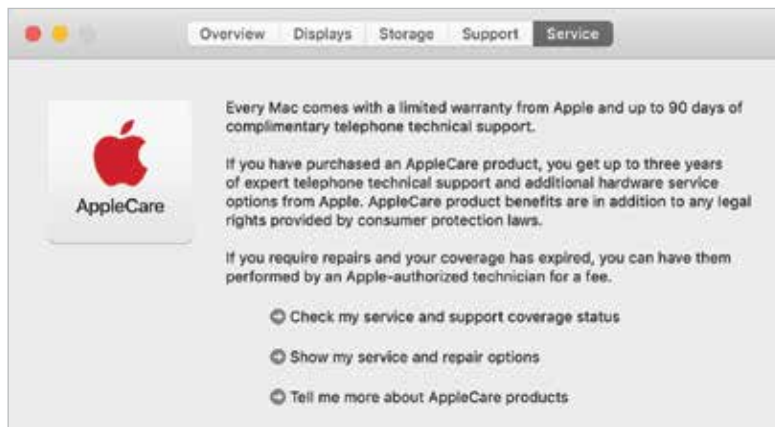 Overview Displays Storage Support Service
Every Mac comes with a limited warranty from Apple and up to 90 days of
complimentary telephone technical support.
If you have purchased an AppleCare product, you get up to three years
of expert telephone technical support and additional hardware service
options from Apple. AppleCare product benefits are in addition to any legal
rights provided by consumer protection laws.
AppleCare
If you require repairs and your coverage has expired, you can have them
performed by an Apple-authorized technician for a fee.
Check my service and support coverage status
Show my service and repair options
Tell me more about AppleCare products